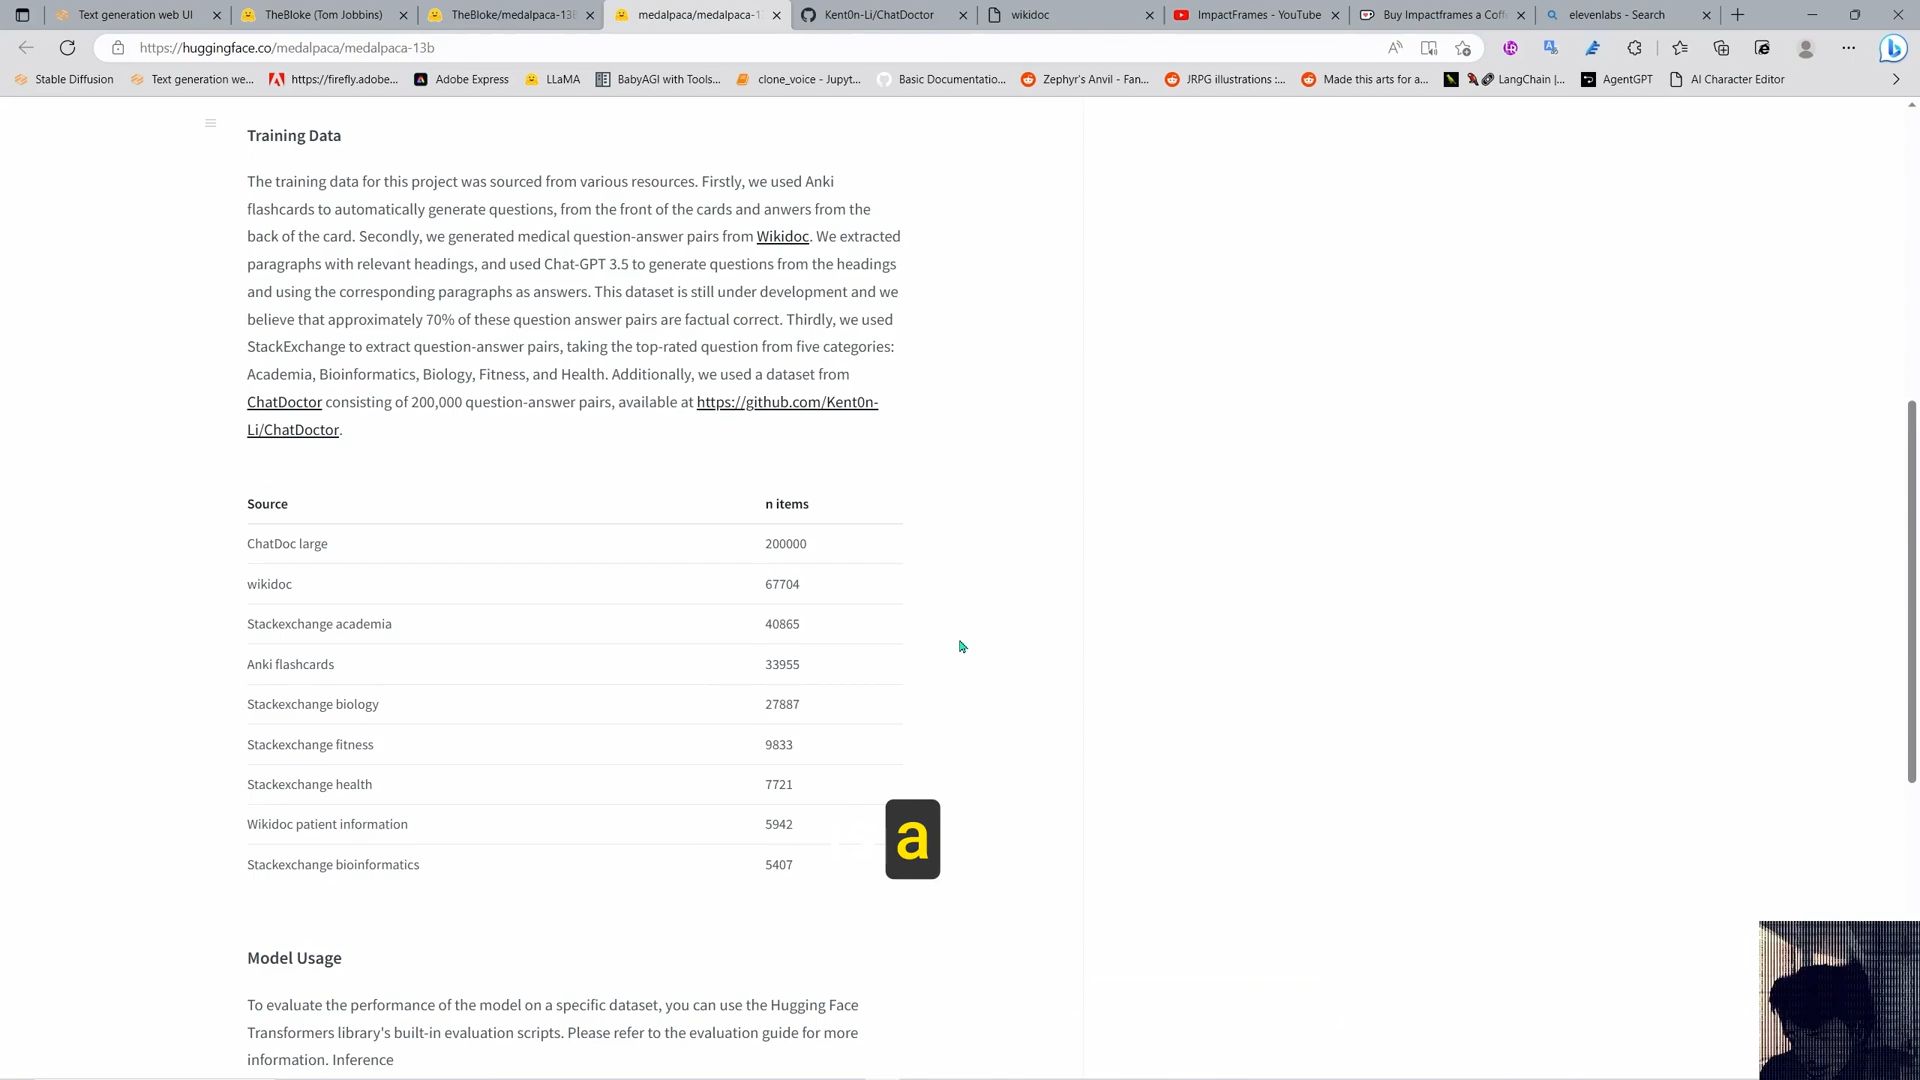 Text generation web UI
TheBloke (Tom Jobbins)
TheBloke/medalpaca-13B
medalpaca/medalpaca-1
Kent0n-Li/ChatDoctor
wikidoc
ImpactFrames - YouTube
Buy Impactframes a Coff
elevenlabs - Search
https://huggingface.co/medalpaca/medalpaca-13b
Stable Diffusion
Text generation we...
https://firefly.adobe...
Adobe Express
LLaMA
BabyAGI with Tools...
clone_voice - Jupyt...
Basic Documentatio...
Zephyr's Anvil - Fan...
JRPG illustrations :...
Made this arts for a...
LangChain |...
AgentGPT
AI Character Editor
Training Data
The training data for this project was sourced from various resources. Firstly, we used Anki
flashcards to automatically generate questions, from the front of the cards and anwers from the
back of the card. Secondly, we generated medical question-answer pairs from Wikidoc. We extracted
paragraphs with relevant headings, and used Chat-GPT 3.5 to generate questions from the headings
and using the corresponding paragraphs as answers. This dataset is still under development and we
believe that approximately 70% of these question answer pairs are factual correct. Thirdly, we used
StackExchange to extract question-answer pairs, taking the top-rated question from five categories:
Academia, Bioinformatics, Biology, Fitness, and Health. Additionally, we used a dataset from
ChatDoctor consisting of 200,000 question-answer pairs, available at https://github.com/Kent0n-
Li/ChatDoctor.
Source n items
ChatDoc large 200000
wikidoc 67704
Stackexchange academia 40865
Anki flashcards 33955
Stackexchange biology 27887
Stackexchange fitness 9833
Stackexchange health 7721
Wikidoc patient information 5942
Stackexchange bioinformatics 5407
a
Model Usage
To evaluate the performance of the model on a specific dataset, you can use the Hugging Face
Transformers library's built-in evaluation scripts. Please refer to the evaluation guide for more
information. Inference